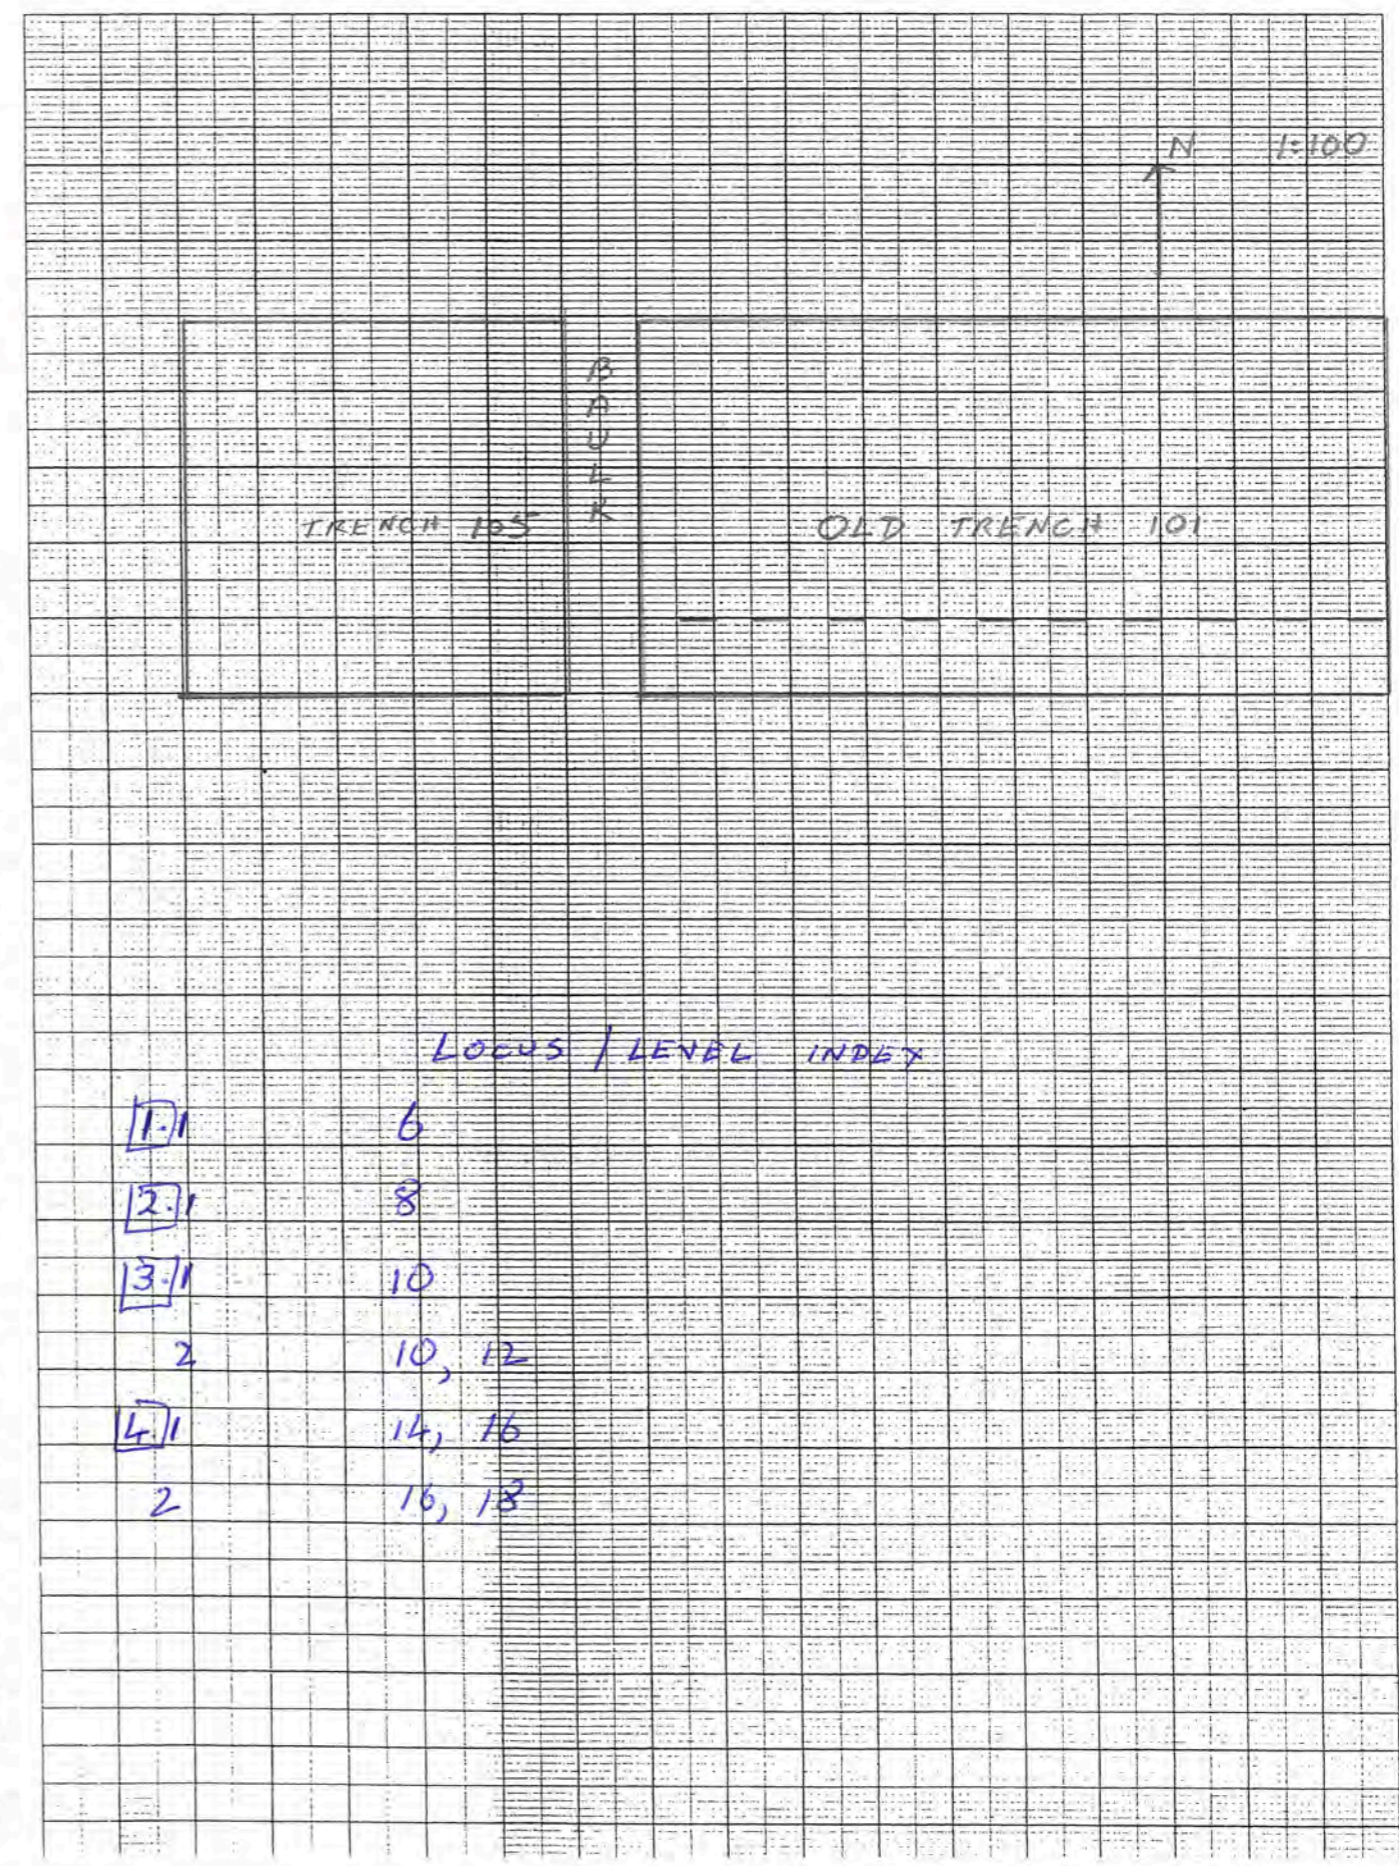 N 1:100
BAULK
TRENCH 105
OLD TRENCH 101
LOCUS / LEVEL INDEX
1.1 6
2.1 8
3.1 10
2 10, 12
4.1 14, 16
2 16, 18